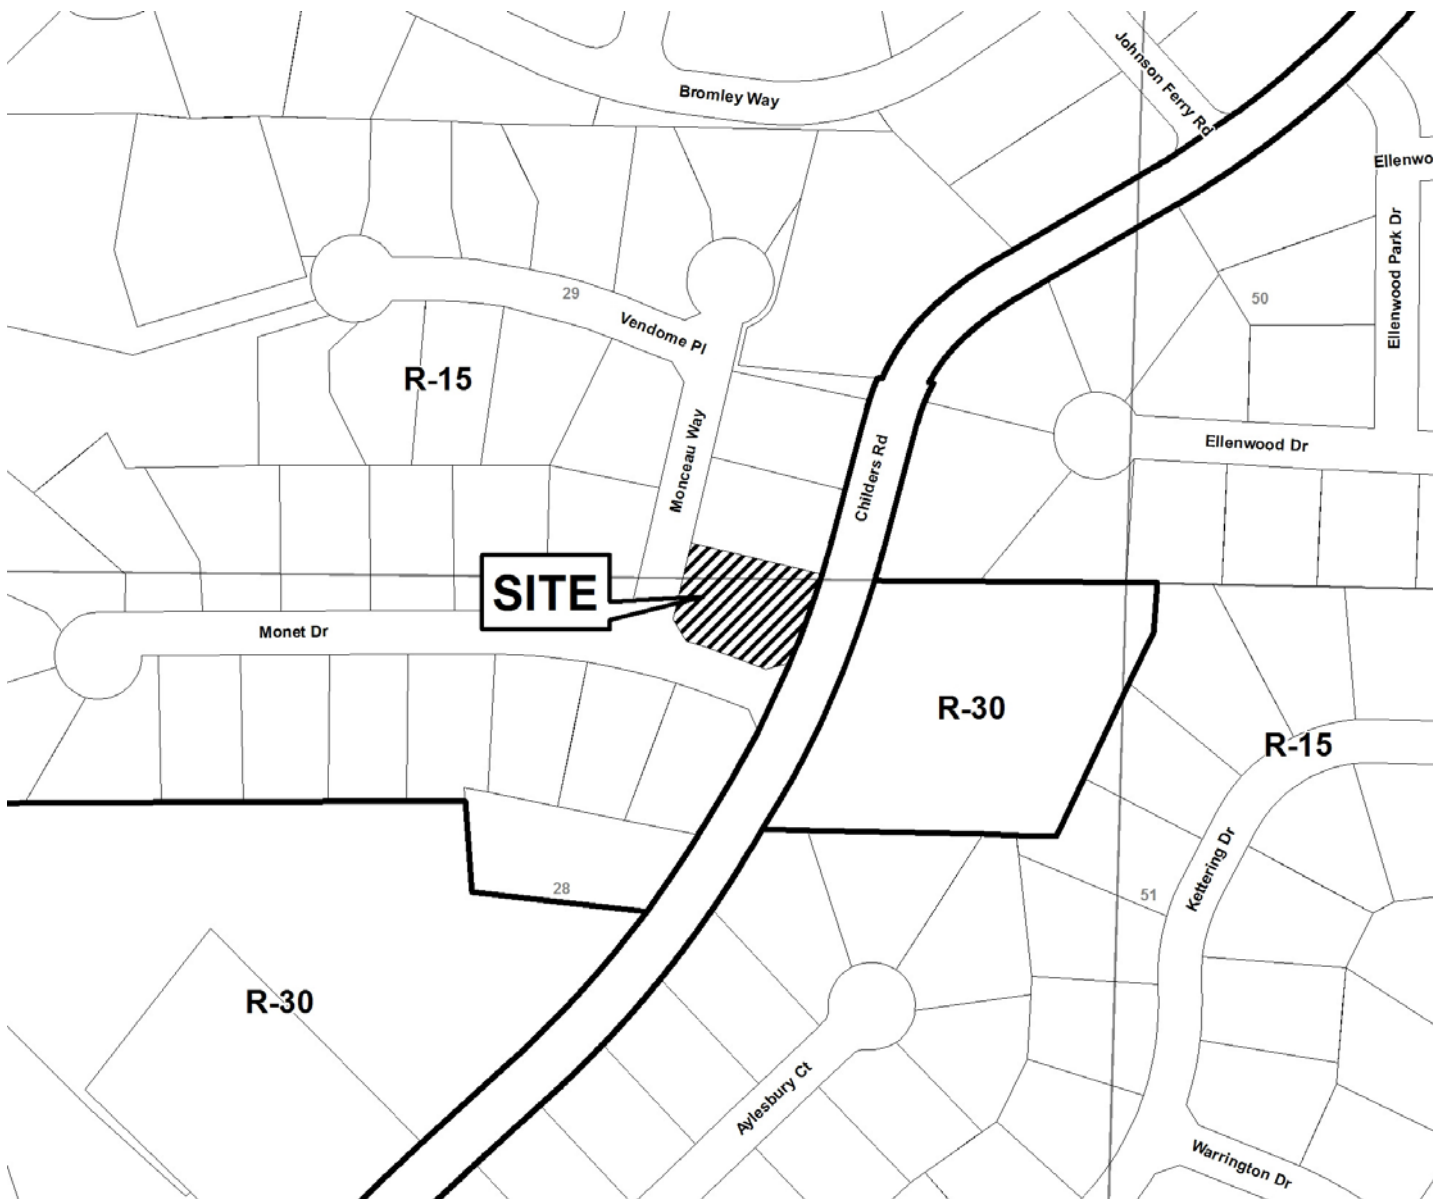 Johnson Ferry Rd
Bromley Way
Ellenwo
Ellenwood Park Dr
29
50
Vendome Pl
R-15
Monceau Way
Ellenwood Dr
Childers Rd
SITE
Monet Dr
R-30
R-15
Kettering Dr
28
51
R-30
Aylesbury Ct
Warrington Dr